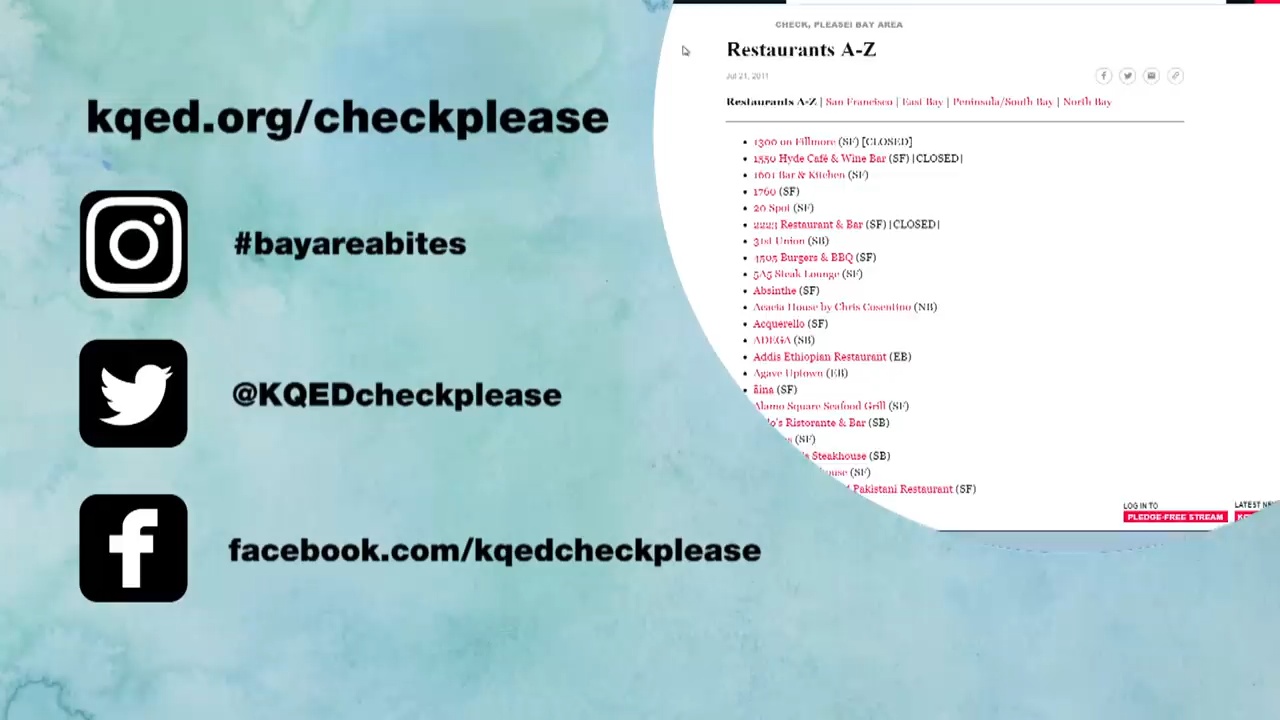 kqed.org/checkplease
#bayareabites
@KQEDcheckplease
facebook.com/kqedcheckplease
CHECK, PLEASE! BAY AREA
Restaurants A-Z
Jul 21, 2011
Restaurants A-Z | San Francisco | East Bay | Peninsula/South Bay | North Bay
1300 on Fillmore (SF) [CLOSED]
1550 Hyde Café & Wine Bar (SF) [CLOSED]
1601 Bar & Kitchen (SF)
1760 (SF)
20 Spot (SF)
2223 Restaurant & Bar (SF) [CLOSED]
31st Union (SB)
4505 Burgers & BBQ (SF)
5A5 Steak Lounge (SF)
Absinthe (SF)
Acacia House by Chris Cosentino (NB)
Acquerello (SF)
ADEGA (SB)
Addis Ethiopian Restaurant (EB)
Agave Uptown (EB)
āina (SF)
Alamo Square Seafood Grill (SF)
's Ristorante & Bar (SB)
(SF)
Steakhouse (SB)
(SF)
Pakistani Restaurant (SF)
LOG IN TO
PLEDGE-FREE STREAM
LATEST